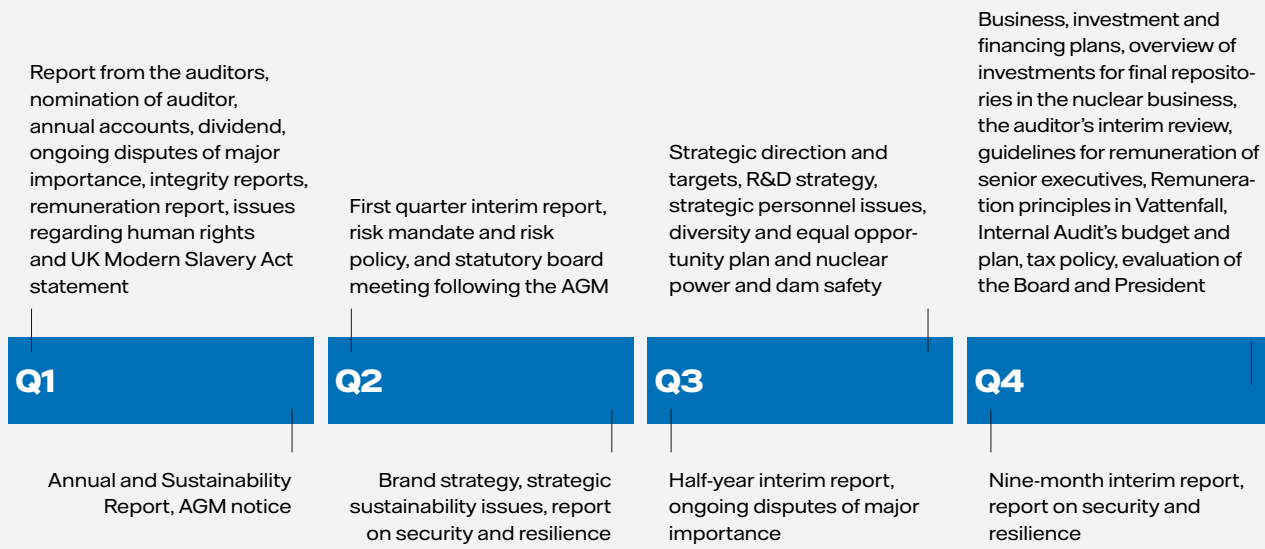 Report from the auditors,
nomination of auditor,
annual accounts, dividend,
ongoing disputes of major
importance, integrity reports,
remuneration report, issues
regarding human rights
and UK Modern Slavery Act
statement
First quarter interim report,
risk mandate and risk
policy, and statutory board
meeting following the AGM
Strategic direction and
targets, R&D strategy,
strategic personnel issues,
diversity and equal oppor-
tunity plan and nuclear
power and dam safety
Business, investment and
financing plans, overview of
investments for final reposito-
ries in the nuclear business,
the auditor’s interim review,
guidelines for remuneration of
senior executives, Remunera-
tion principles in Vattenfall,
Internal Audit’s budget and
plan, tax policy, evaluation of
the Board and President
Q1
Q2
Q3
Q4
Annual and Sustainability
Report, AGM notice
Brand strategy, strategic
sustainability issues, report
on security and resilience
Half-year interim report,
ongoing disputes of major
importance
Nine-month interim report,
report on security and
resilience